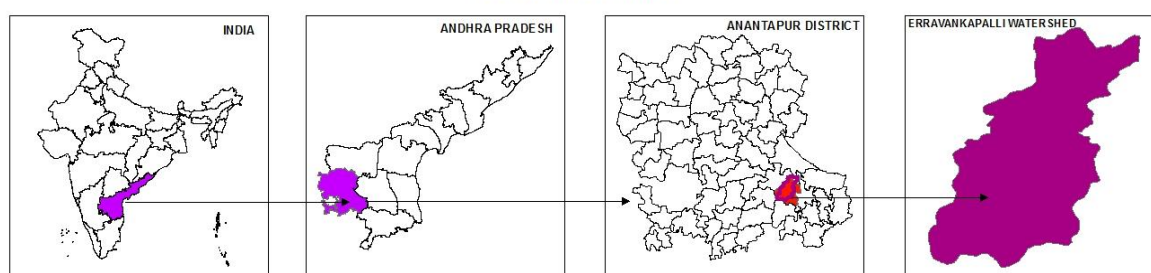 INDIA
ANDHRA PRADESH
ANANTAPUR DISTRICT
ERRAVANKAPALLI WATERSHED